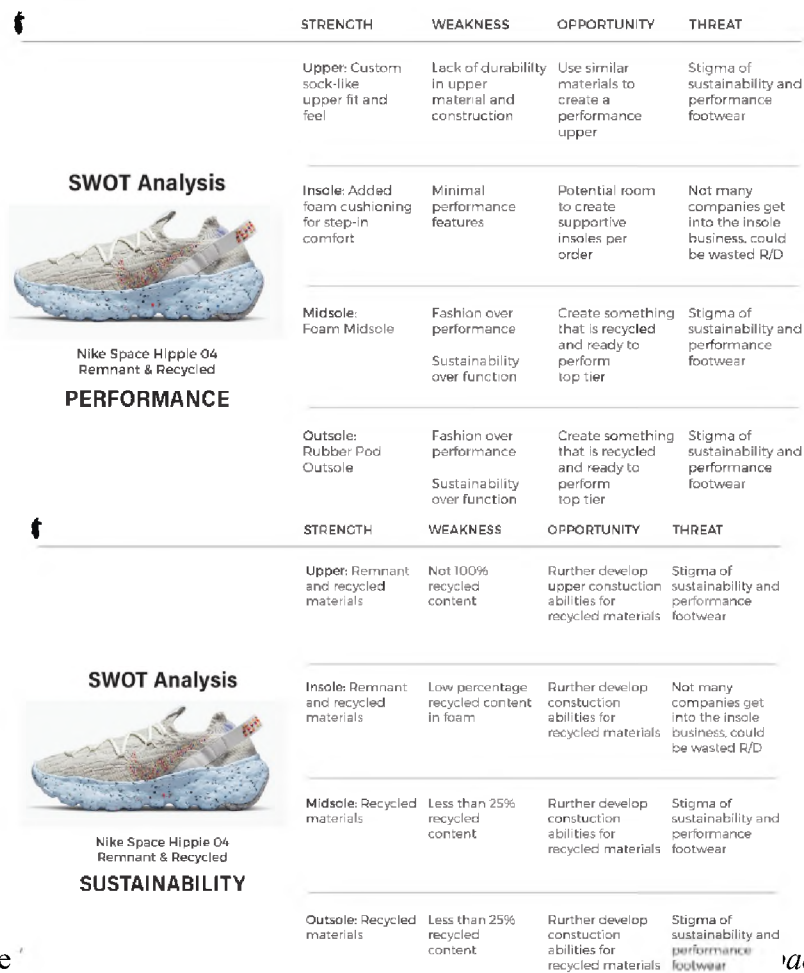 STRENGTH WEAKNESS OPPORTUNITY THREAT
Upper: Custom
sock-like
upper fit and
feel
Lack of durabililty
in upper
material and
construction
Use similar
materials to
create a
performance
upper
Stigma of
sustainability and
performance
footwear
SWOT Analysis
Nike Space Hippie 04
Remnant & Recycled
PERFORMANCE
Insole: Added
foam cushioning
for step-in
comfort
Minimal
performance
features
Potential room
to create
supportive
insoles per
order
Not many
companies get
into the insole
business, could
be wasted R/D
Midsole:
Foam Midsole
Fashion over
performance
Sustainability
over function
Create something
that is recycled
and ready to
perform
top tier
Stigma of
sustainability and
performance
footwear
Outsole:
Rubber Pod
Outsole
Fashion over
performance
Sustainability
over function
Create something
that is recycled
and ready to
perform
top tier
Stigma of
sustainability and
performance
footwear
STRENGTH WEAKNESS OPPORTUNITY THREAT
Upper: Remnant
and recycled
materials
Not 100%
recycled
content
Rurther develop
upper constuction
abilities for
recycled materials
Stigma of
sustainability and
performance
footwear
SWOT Analysis
Nike Space Hippie 04
Remnant & Recycled
SUSTAINABILITY
Insole: Remnant
and recycled
materials
Low percentage
recycled content
in foam
Rurther develop
constuction
abilities for
recycled materials
Not many
companies get
into the insole
business, could
be wasted R/D
Midsole: Recycled
materials
Less than 25%
recycled
content
Rurther develop
constuction
abilities for
recycled materials
Stigma of
sustainability and
performance
footwear
Outsole: Recycled
materials
Less than 25%
recycled
content
Rurther develop
constuction
abilities for
recycled materials
Stigma of
sustainability and
performance
footwear